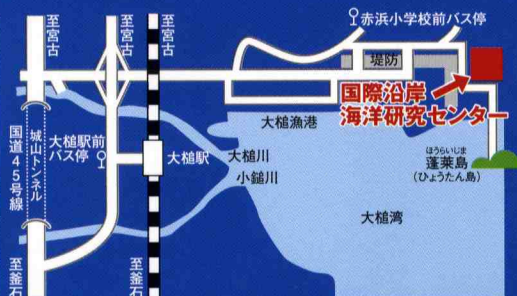 至宮古
至宮古
至宮古
赤浜小学校前バス停
堤防
国際沿岸
海洋研究センター
大槌漁港
ほうらいじま
蓬莱島
(ひょうたん島)
国道45号線
城山トンネル
大槌駅前
バス停
大槌駅
大槌川
小鎚川
大槌湾
至釜石
至釜石